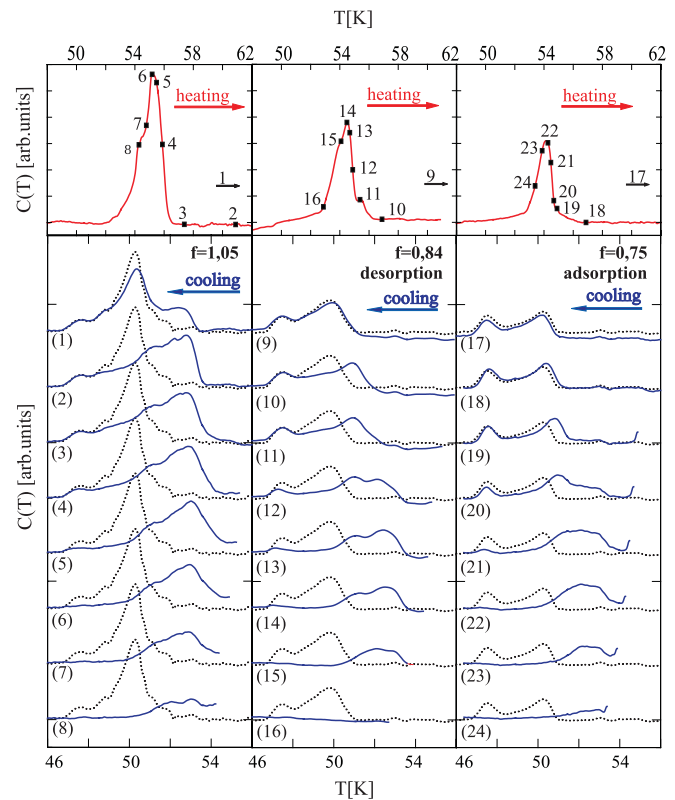 T[K]
50 54 58 62 50 54 58 62 50 54 58 62
C(T) [arb.units]
heating
6 5 7 8 4 1 3 2
heating
14 15 13 12 9 16 11 10
heating
22 23 21 24 20 17 19 18
f=1,05
cooling
(1)
(2)
(3)
(4)
(5)
(6)
(7)
(8)
f=0,84
desorption
cooling
(9)
(10)
(11)
(12)
(13)
(14)
(15)
(16)
f=0,75
adsorption
cooling
(17)
(18)
(19)
(20)
(21)
(22)
(23)
(24)
C(T) [arb.units]
46 50 54 46 50 54 46 50 54
T[K]